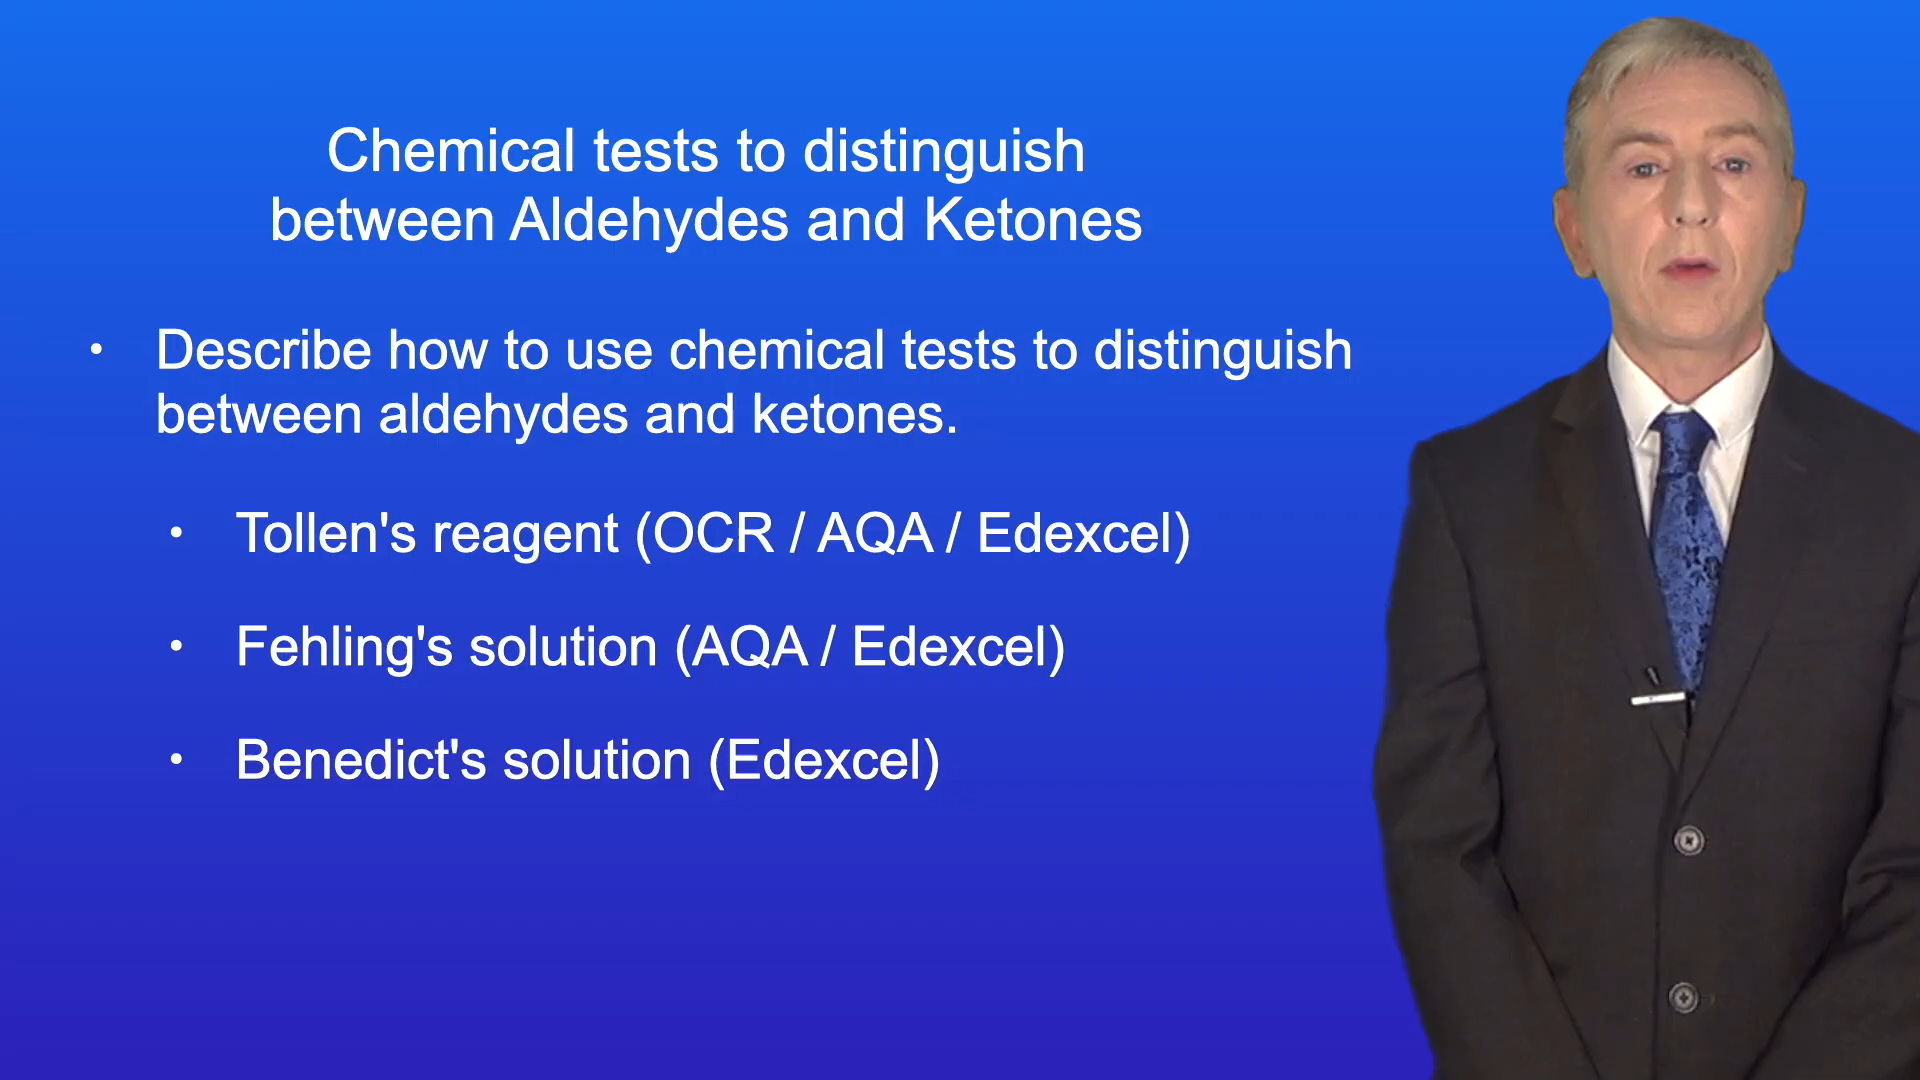 Chemical tests to distinguish
between Aldehydes and Ketones
• Describe how to use chemical tests to distinguish
between aldehydes and ketones.
• Tollen's reagent (OCR / AQA / Edexcel)
• Fehling's solution (AQA / Edexcel)
• Benedict's solution (Edexcel)